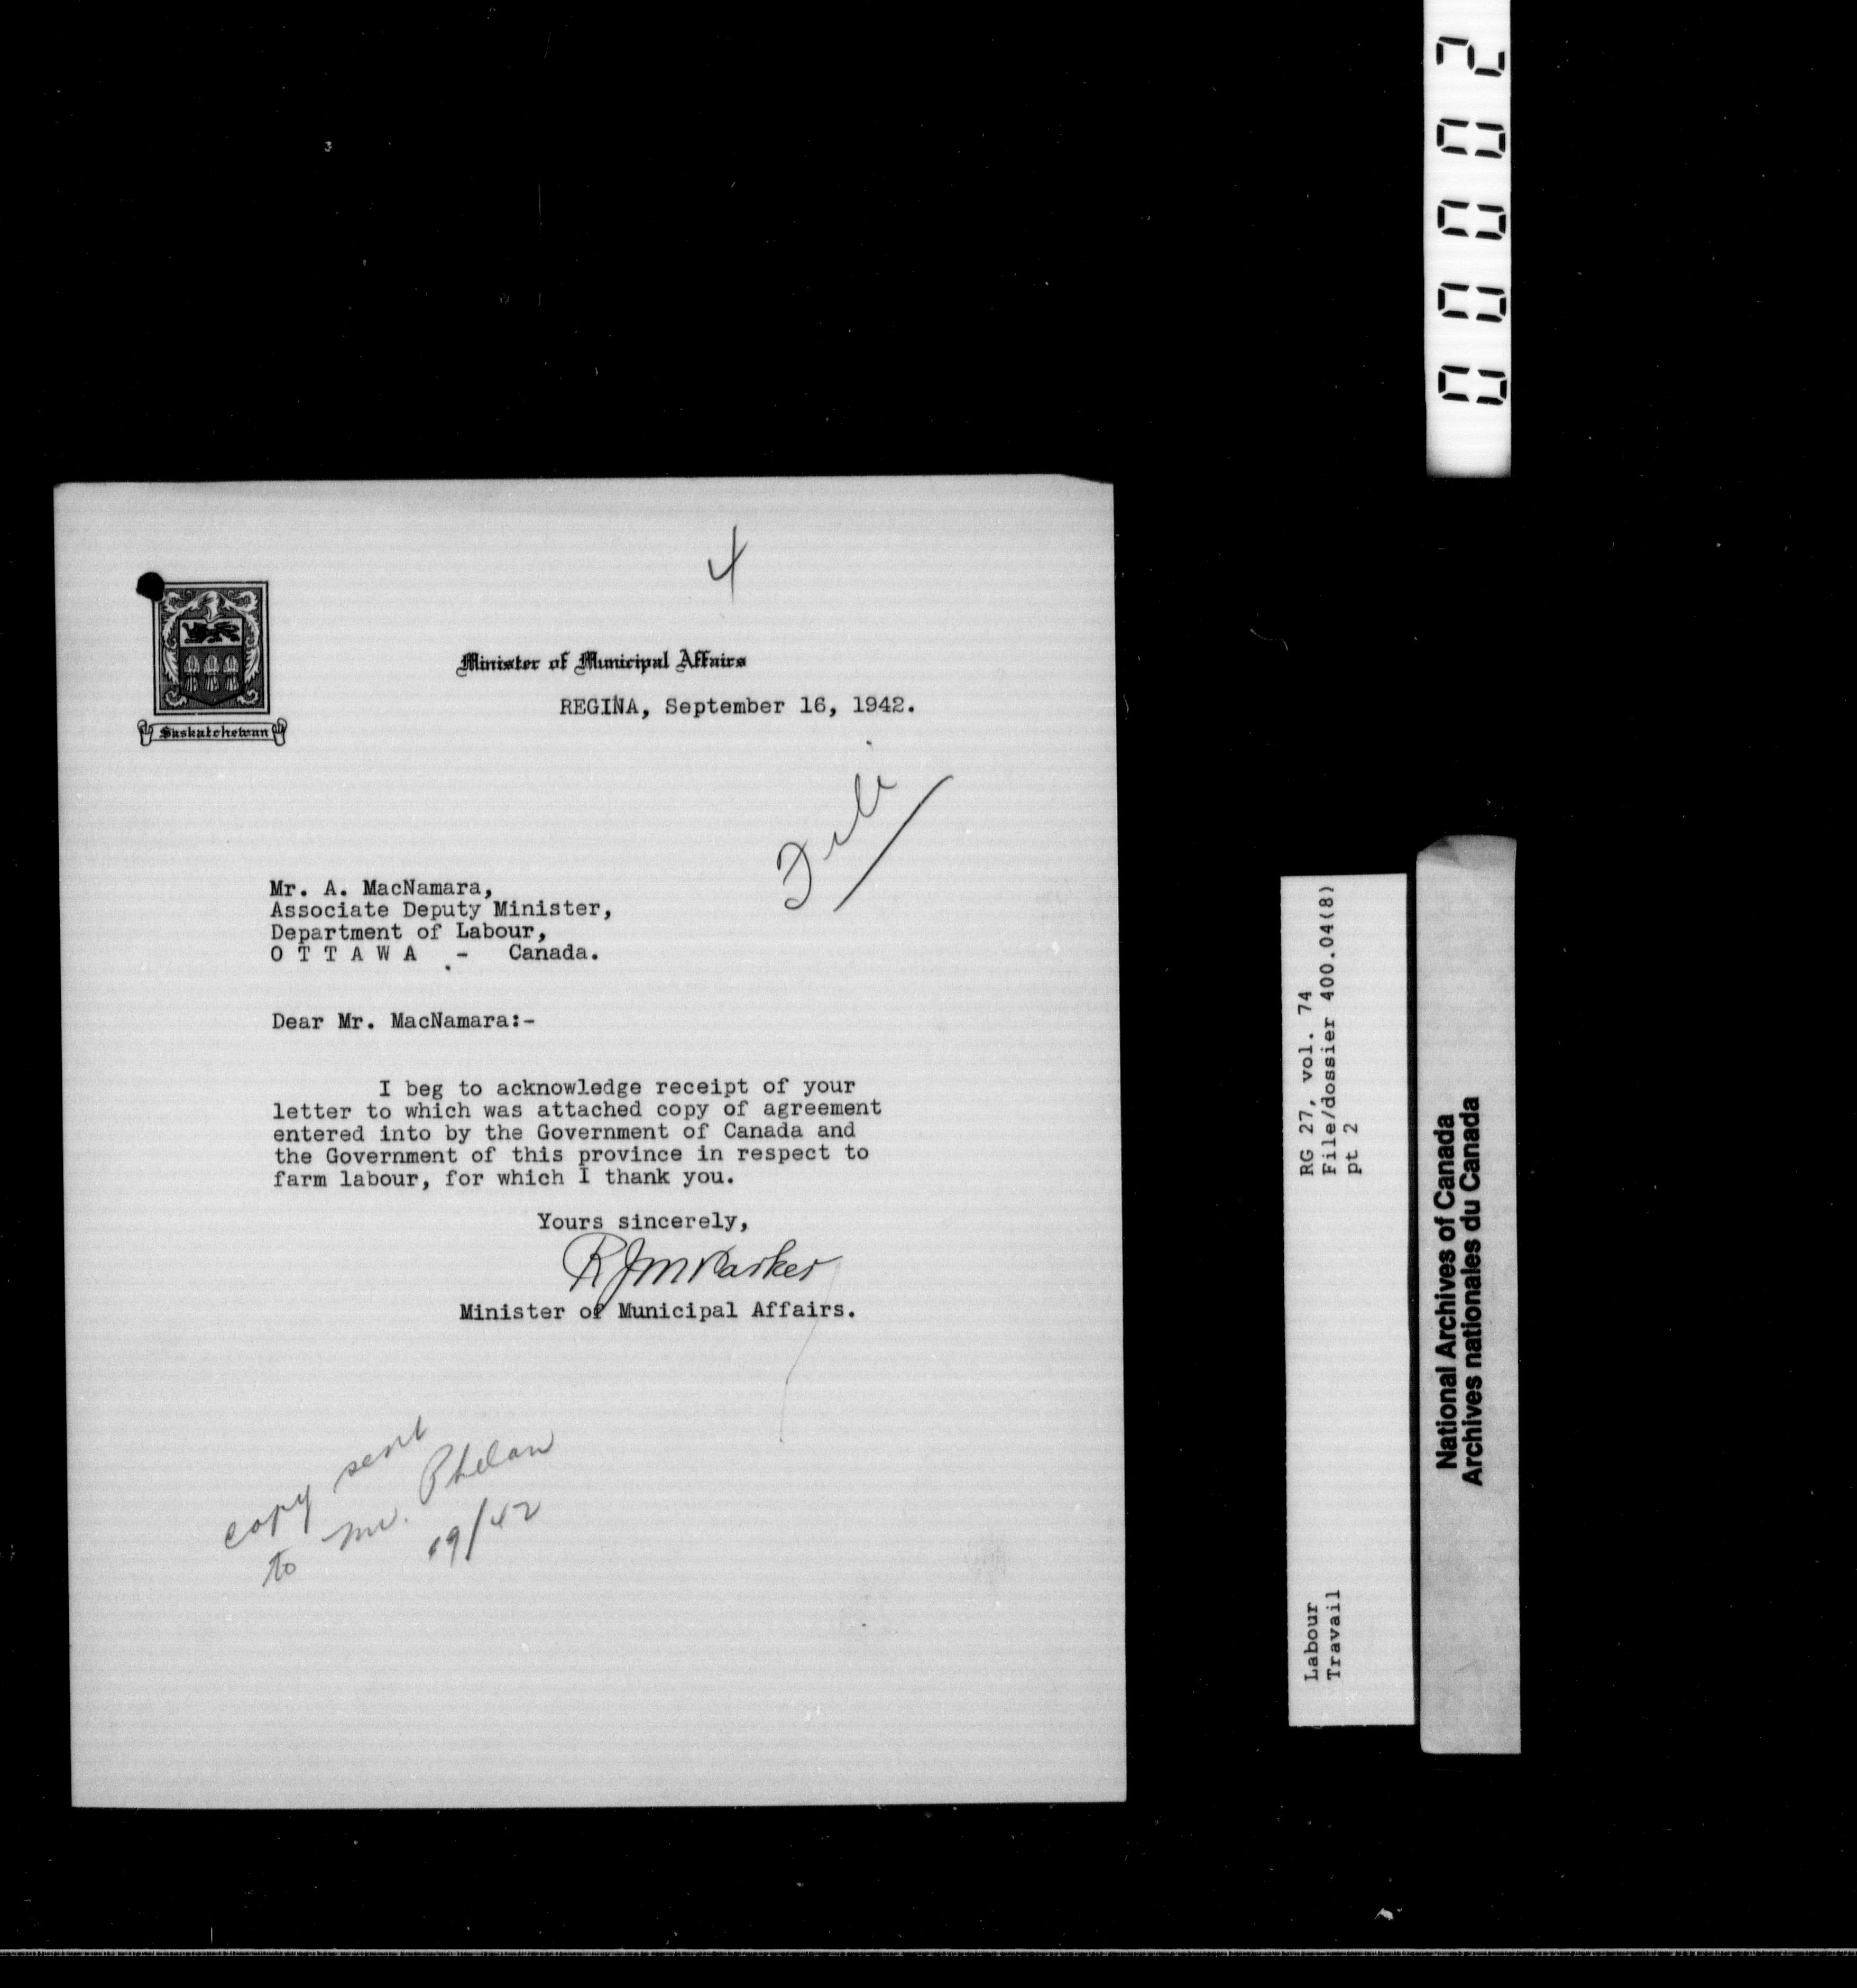 00002
4
Minister of Municipal Affairs
REGINA, September 16, 1942.
Saskatchewan
File
Mr. A. MacNamara,
Associate Deputy Minister,
Department of Labour,
O T T A W A  -  Canada.
Dear Mr. MacNamara:-
I beg to acknowledge receipt of your
letter to which was attached copy of agreement
entered into by the Government of Canada and
the Government of this province in respect to
farm labour, for which I thank you.
Yours sincerely,
RJM Parker
Minister of Municipal Affairs.
copy sent
to Mr. Phelan
19/42
RG 27, vol. 74
File/dossier 400.04(8)
pt 2
Labour
Travail
National Archives of Canada
Archives nationales du Canada